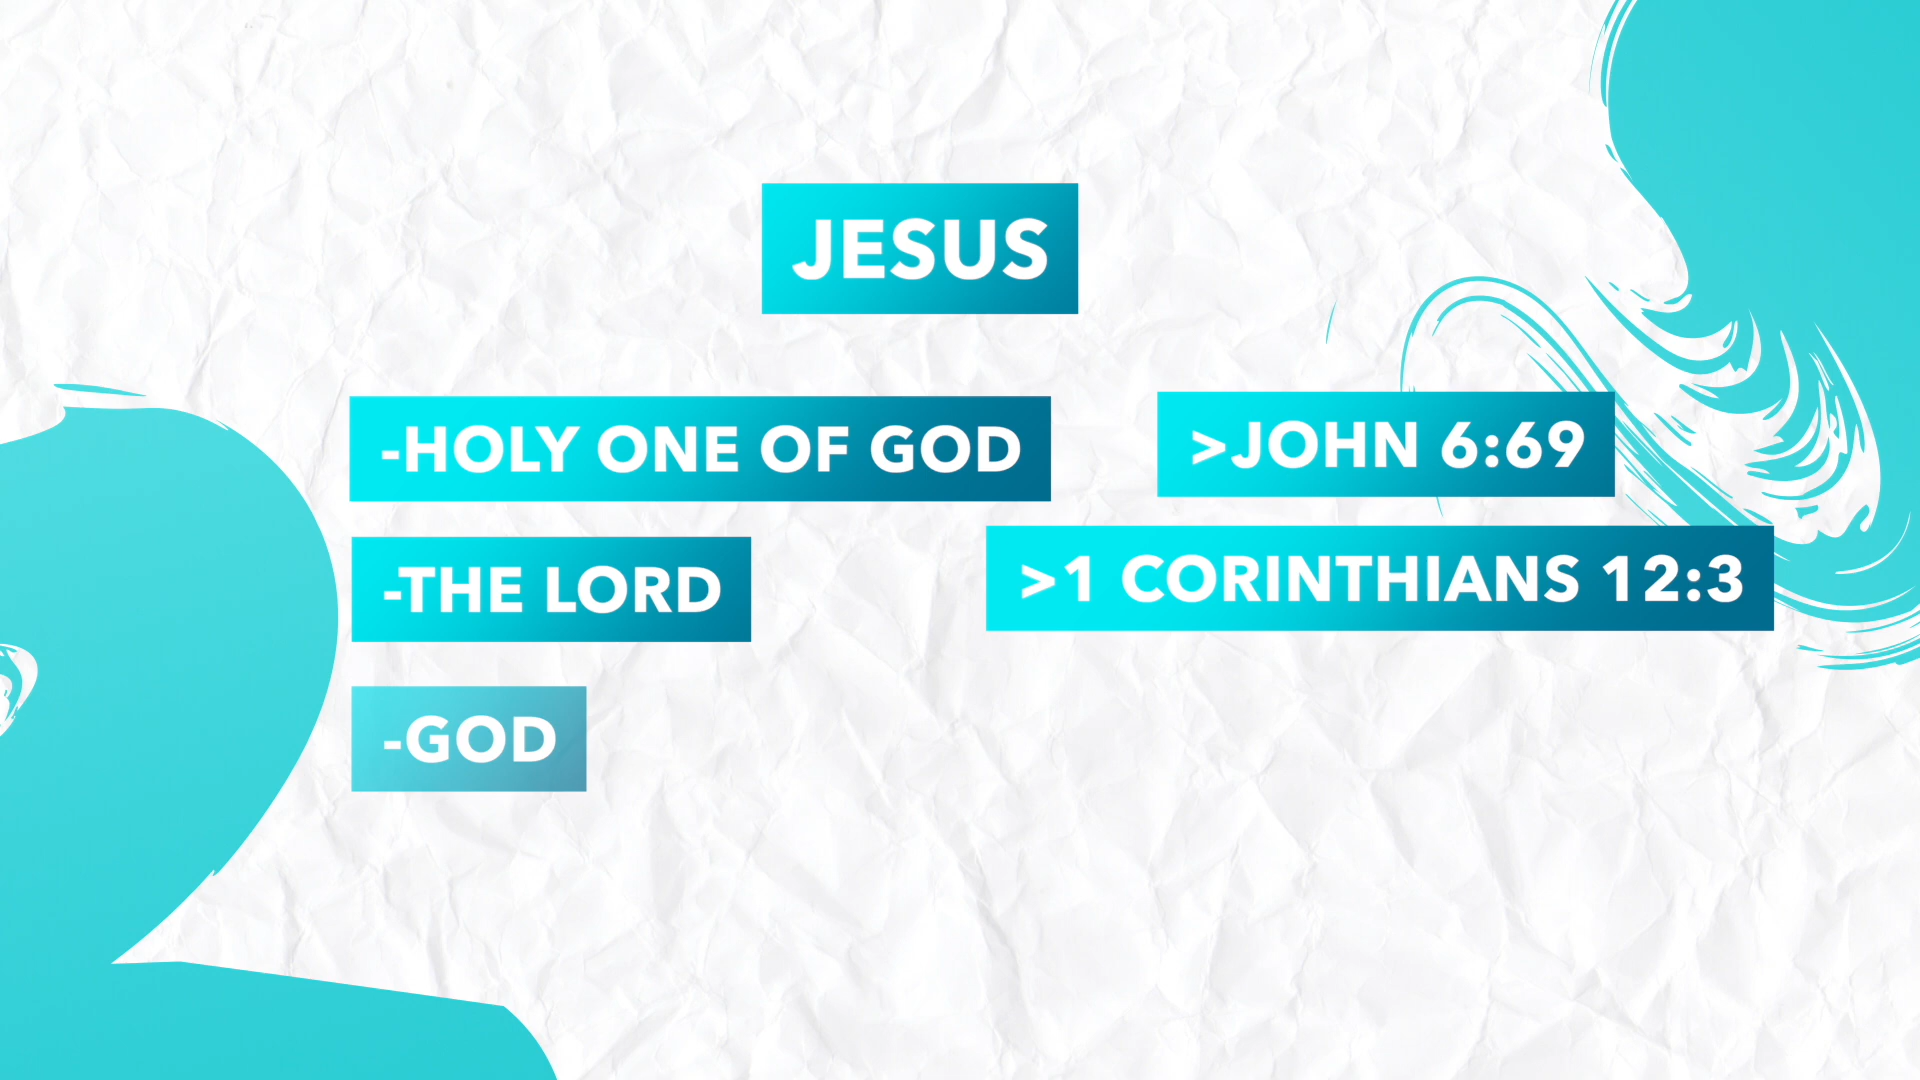 JESUS
-HOLY ONE OF GOD >JOHN 6:69
-THE LORD >1 CORINTHIANS 12:3
-GOD